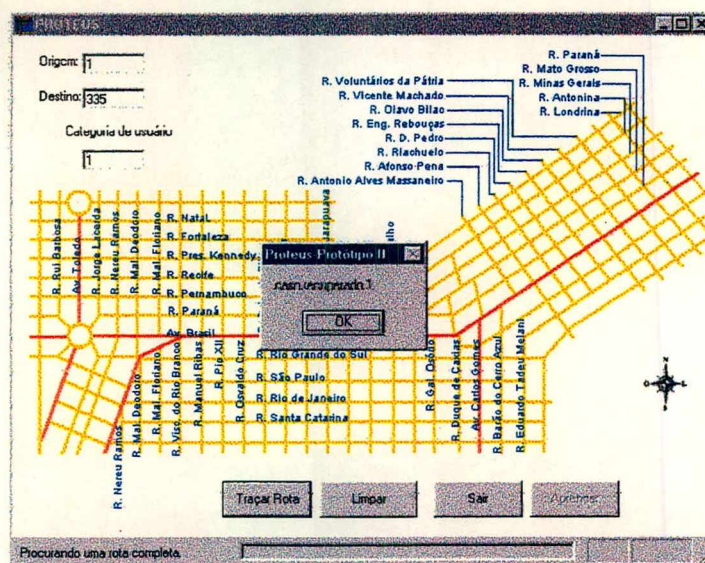 PROTEUS
Origem: 1
Destino: 335
Categoria de usuário
1
R. Paraná
R. Mato Grosso
R. Minas Gerais
R. Antonina
R. Londrina
R. Voluntários da Pátria
R. Vicente Machado
R. Olavo Bilac
R. Eng. Rebouças
R. D. Pedro
R. Riachuelo
R. Afonso Pena
R. Antonio Alves Massaneiro
R. Rui Barbosa
Av. Toledo
R. Jorge Lacerda
R. Nereu Ramos
R. Mal. Deodoro
R. Mal. Floriano
R. Natal
R. Fortaleza
R. Pres. Kennedy
R. Recife
R. Pernambuco
R. Paraná
Av. Brasil
Proteus Protótipo II
caso recuperado 1
OK
R. Nereu Ramos
R. Mal. Deodoro
R. Mal. Floriano
R. Visc. do Rio Branco
R. Manuel Ribas
R. Pio XII
R. Osvaldo Cruz
R. Rio Grande do Sul
R. São Paulo
R. Rio de Janeiro
R. Santa Catarina
R. Gal. Osório
R. Duque de Caxias
Av. Carlos Gomes
R. Barão do Cerro Azul
R. Eduardo Tadeu Melani
Traçar Rota
Limpar
Sair
Procurando uma rota completa